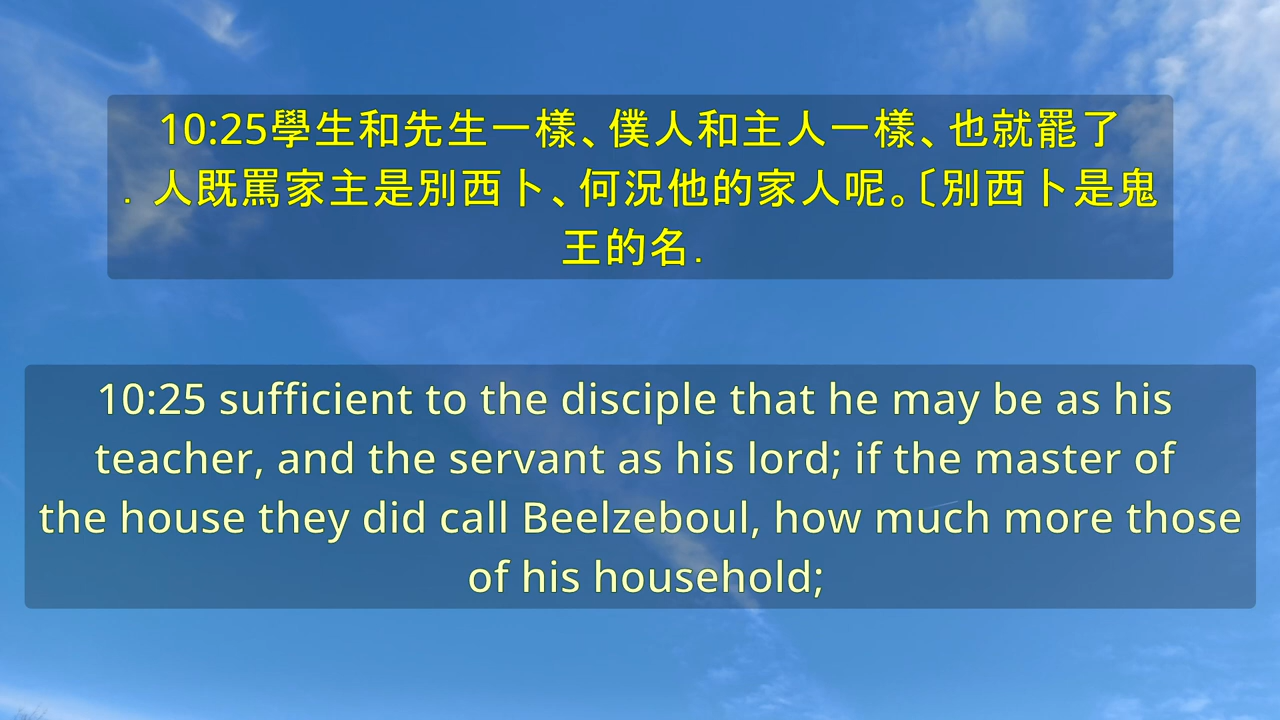 10:25學生和先生一樣、僕人和主人一樣、也就罷了
．人既罵家主是別西卜、何況他的家人呢。〔別西卜是鬼
王的名．
10:25 sufficient to the disciple that he may be as his
teacher, and the servant as his lord; if the master of
the house they did call Beelzeboul, how much more those
of his household;